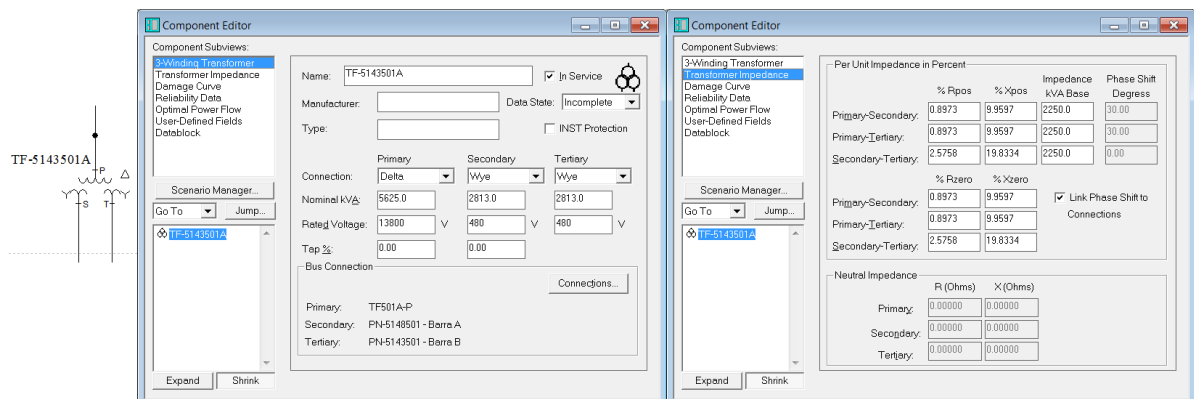 TF-5143501A
P
S
T
Component Editor
Component Subviews:
3-Winding Transformer
Transformer Impedance
Damage Curve
Reliability Data
Optimal Power Flow
User-Defined Fields
Datablock
Scenario Manager...
Go To Jump...
TF-5143501A
Expand Shrink
Name: TF-5143501A In Service
Manufacturer: Data State: Incomplete
Type: INST Protection
Primary Secondary Tertiary
Connection: Delta Wye Wye
Nominal kVA: 5625.0 2813.0 2813.0
Rated Voltage: 13800 V 480 V 480 V
Tap %: 0.00 0.00
Bus Connection
Connections...
Primary: TF501A-P
Secondary: PN-5148501 - Barra A
Tertiary: PN-5143501 - Barra B
Component Editor
Component Subviews:
3-Winding Transformer
Transformer Impedance
Damage Curve
Reliability Data
Optimal Power Flow
User-Defined Fields
Datablock
Scenario Manager...
Go To Jump...
TF-5143501A
Expand Shrink
Per Unit Impedance in Percent
Impedance Phase Shift
% Rpos % Xpos kVA Base Degress
Primary-Secondary: 0.8973 9.9597 2250.0 30.00
Primary-Tertiary: 0.8973 9.9597 2250.0 30.00
Secondary-Tertiary: 2.5758 19.8334 2250.0 0.00
% Rzero % Xzero
Primary-Secondary: 0.8973 9.9597 Link Phase Shift to
Connections
Primary-Tertiary: 0.8973 9.9597
Secondary-Tertiary: 2.5758 19.8334
Neutral Impedance
R (Ohms) X (Ohms)
Primary: 0.00000 0.00000
Secondary: 0.00000 0.00000
Tertiary: 0.00000 0.00000